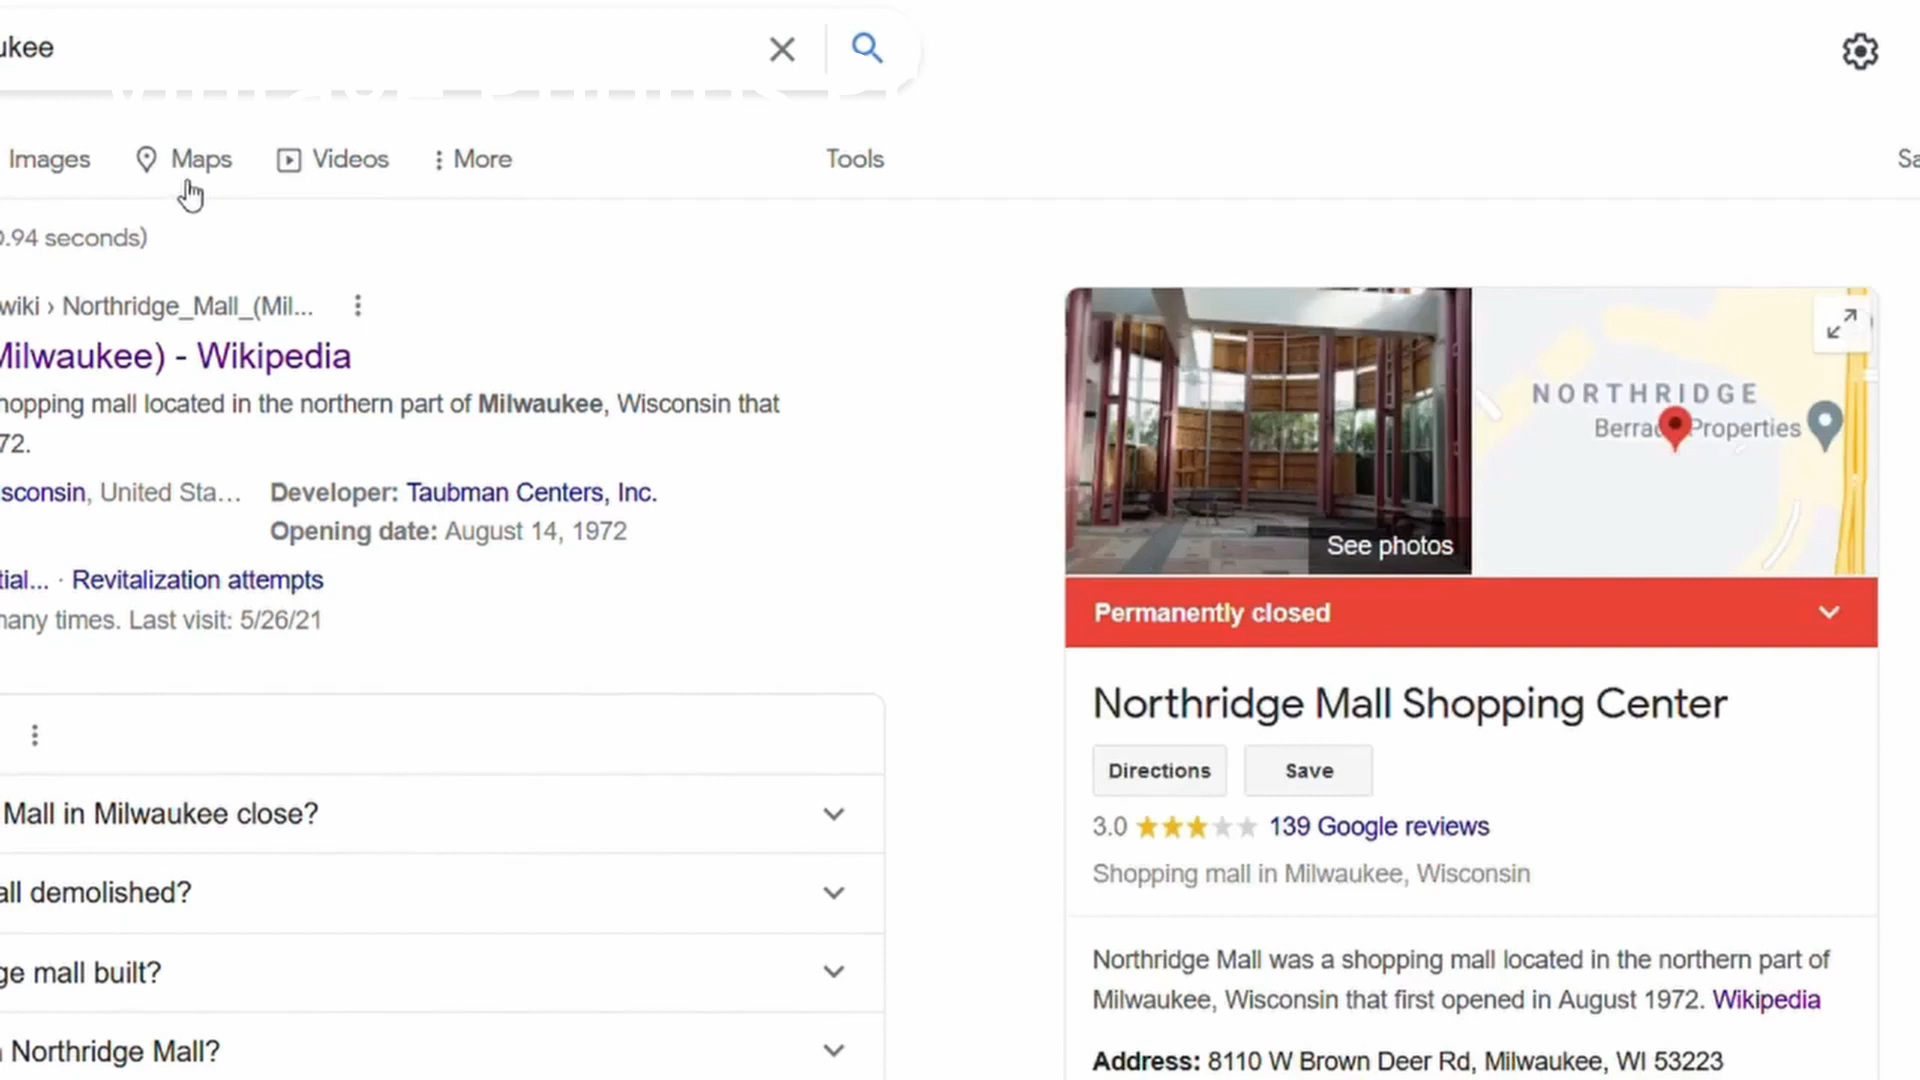 ukee
Images Maps Videos More Tools
0.94 seconds)
wiki › Northridge_Mall_(Mil...
Milwaukee) - Wikipedia
hopping mall located in the northern part of Milwaukee, Wisconsin that
72.
sconsin, United Sta... Developer: Taubman Centers, Inc.
Opening date: August 14, 1972
tial... · Revitalization attempts
many times. Last visit: 5/26/21
Mall in Milwaukee close?
all demolished?
ge mall built?
Northridge Mall?
NORTHRIDGE
Properties
See photos
Permanently closed
Northridge Mall Shopping Center
Directions Save
3.0 139 Google reviews
Shopping mall in Milwaukee, Wisconsin
Northridge Mall was a shopping mall located in the northern part of
Milwaukee, Wisconsin that first opened in August 1972. Wikipedia
Address: 8110 W Brown Deer Rd, Milwaukee, WI 53223